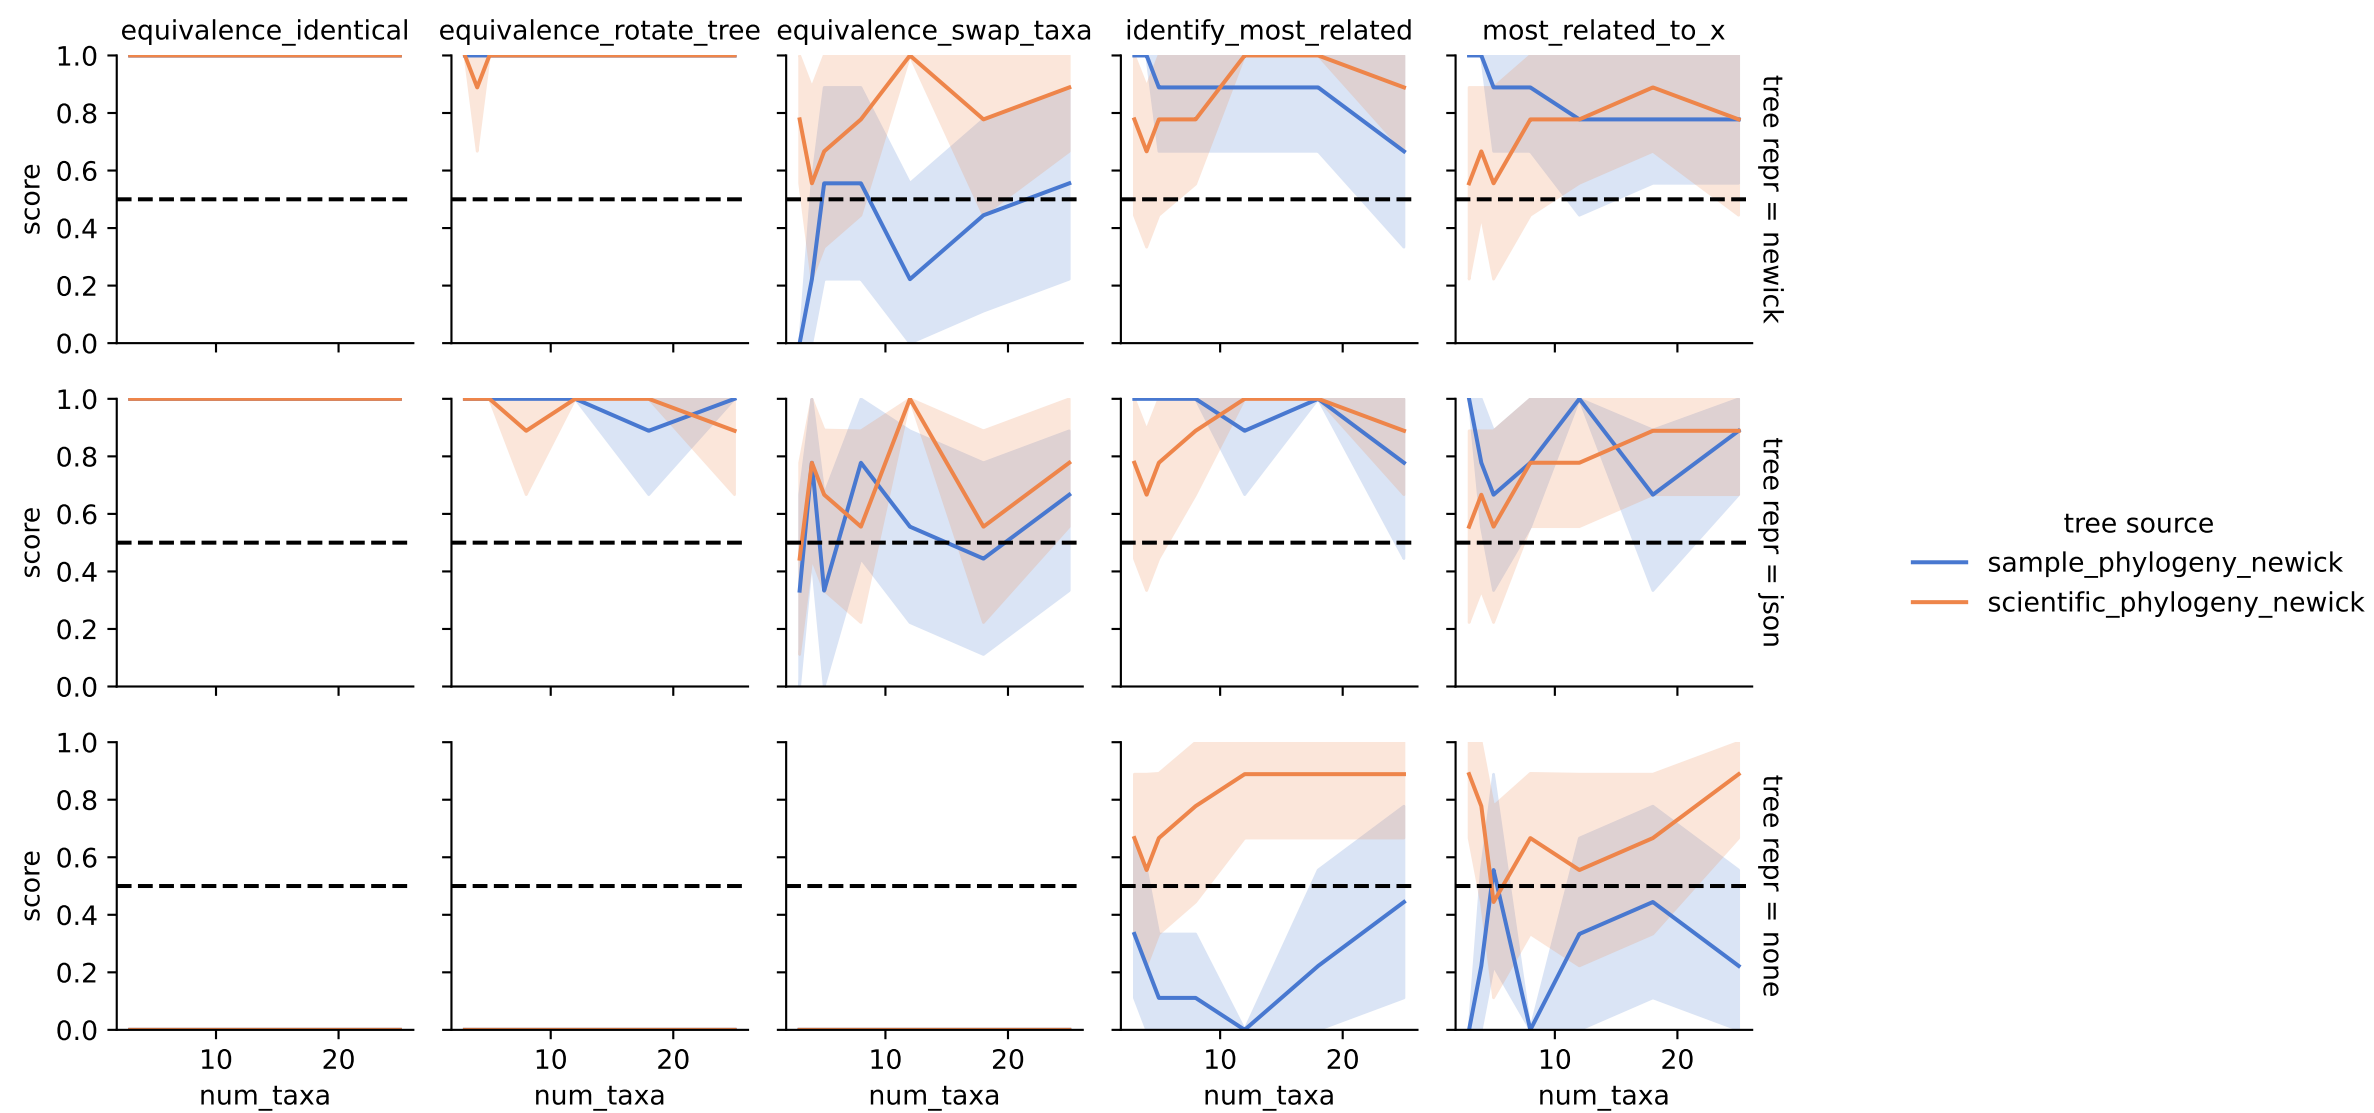 equivalence_identical
equivalence_rotate_tree
equivalence_swap_taxa
identify_most_related
most_related_to_x
1.0
0.8
0.6
0.4
0.2
0.0
score
tree repr = newick
1.0
0.8
0.6
0.4
0.2
0.0
score
tree repr = json
tree source
sample_phylogeny_newick
scientific_phylogeny_newick
1.0
0.8
0.6
0.4
0.2
0.0
score
tree repr = none
10 20
10 20
10 20
10 20
10 20
num_taxa
num_taxa
num_taxa
num_taxa
num_taxa